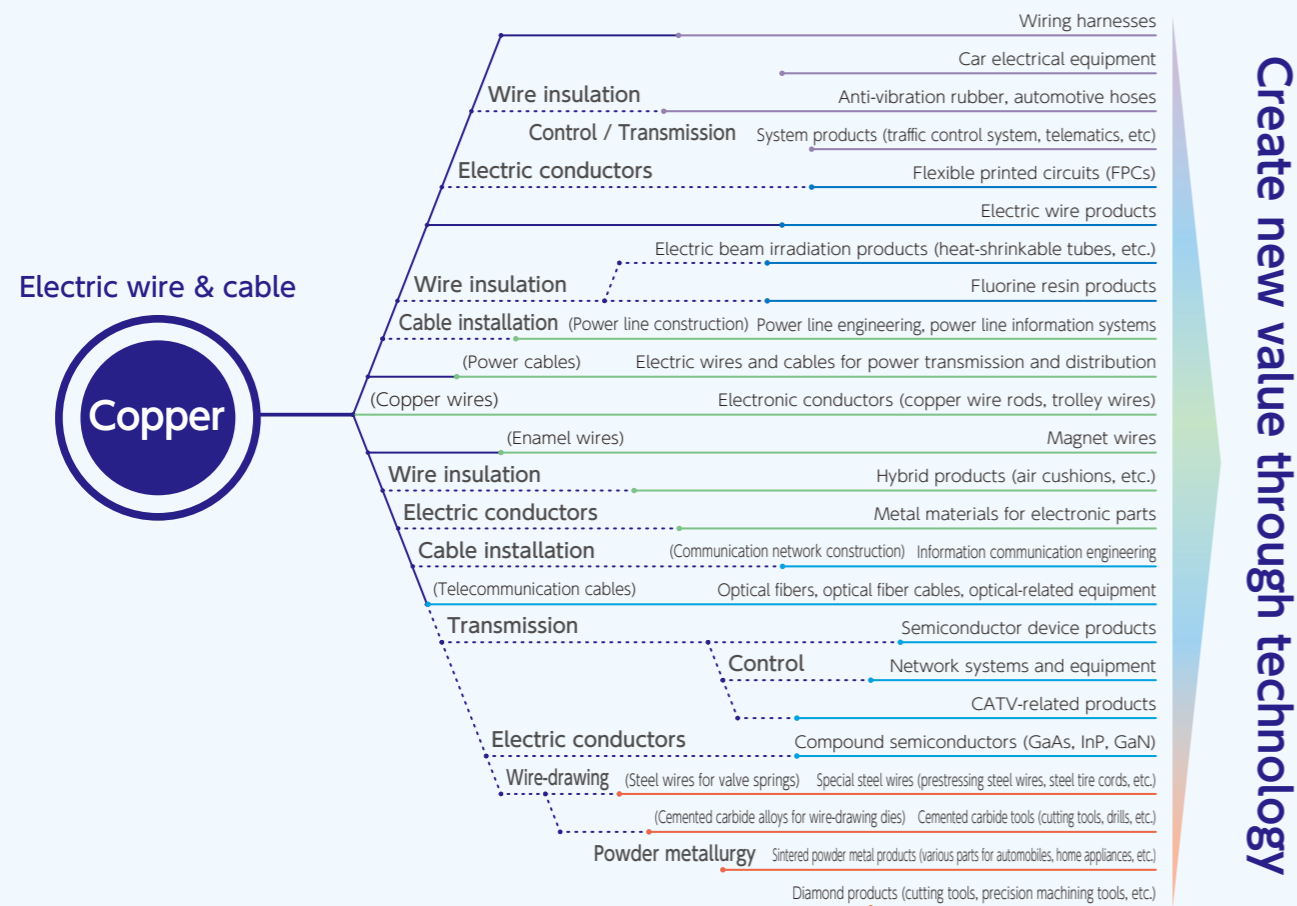 Wiring harnesses
Car electrical equipment
Wire insulation Anti-vibration rubber, automotive hoses
Control / Transmission System products (traffic control system, telematics, etc)
Electric conductors Flexible printed circuits (FPCs)
Electric wire products
Electric beam irradiation products (heat-shrinkable tubes, etc.)
Electric wire & cable
Wire insulation Fluorine resin products
Cable installation (Power line construction) Power line engineering, power line information systems
(Power cables) Electric wires and cables for power transmission and distribution
Copper
(Copper wires) Electronic conductors (copper wire rods, trolley wires)
(Enamel wires) Magnet wires
Wire insulation Hybrid products (air cushions, etc.)
Electric conductors Metal materials for electronic parts
Cable installation (Communication network construction) Information communication engineering
(Telecommunication cables) Optical fibers, optical fiber cables, optical-related equipment
Transmission Semiconductor device products
Control Network systems and equipment
CATV-related products
Electric conductors Compound semiconductors (GaAs, InP, GaN)
Wire-drawing (Steel wires for valve springs) Special steel wires (prestressing steel wires, steel tire cords, etc.)
(Cemented carbide alloys for wire-drawing dies) Cemented carbide tools (cutting tools, drills, etc.)
Powder metallurgy Sintered powder metal products (various parts for automobiles, home appliances, etc.)
Diamond products (cutting tools, precision machining tools, etc.)
Create new value through technology